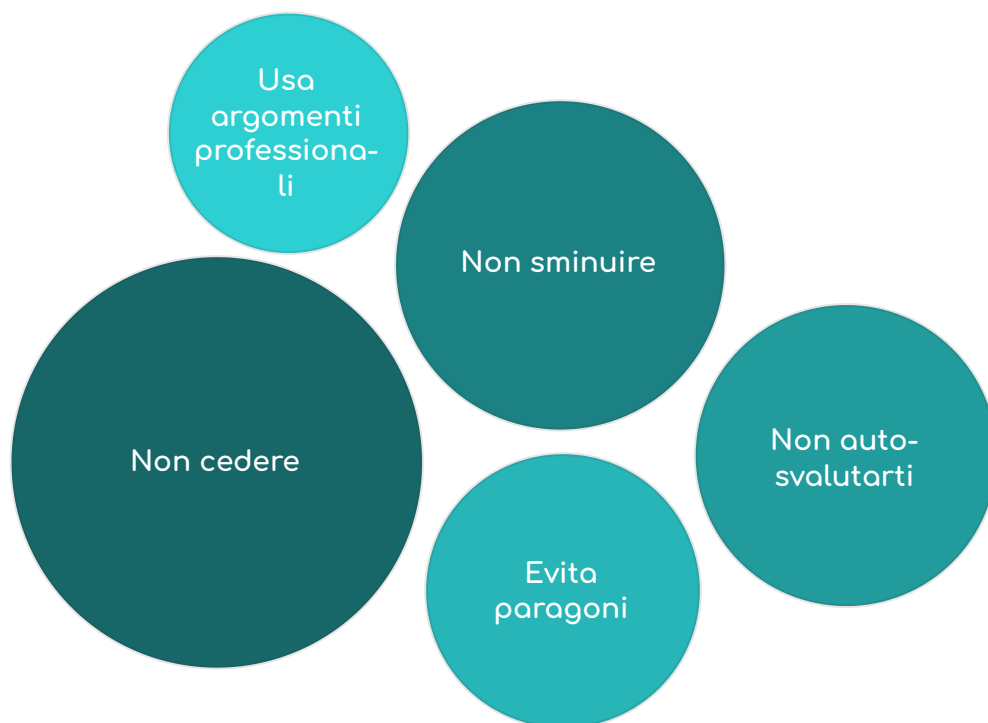 Usa
argomenti
professiona-
li
Non sminuire
Non cedere
Non auto-
svalutarti
Evita
paragoni